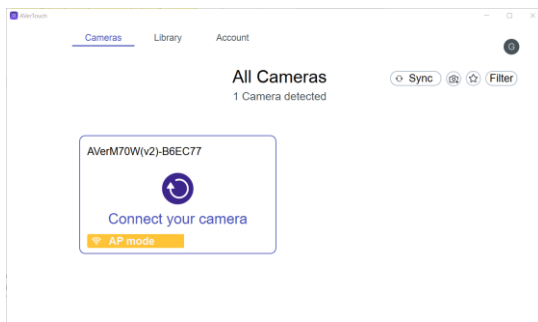 AVerTouch
Cameras Library Account
G
All Cameras
Sync Filter
1 Camera detected
AVerM70W(v2)-B6EC77
Connect your camera
AP mode